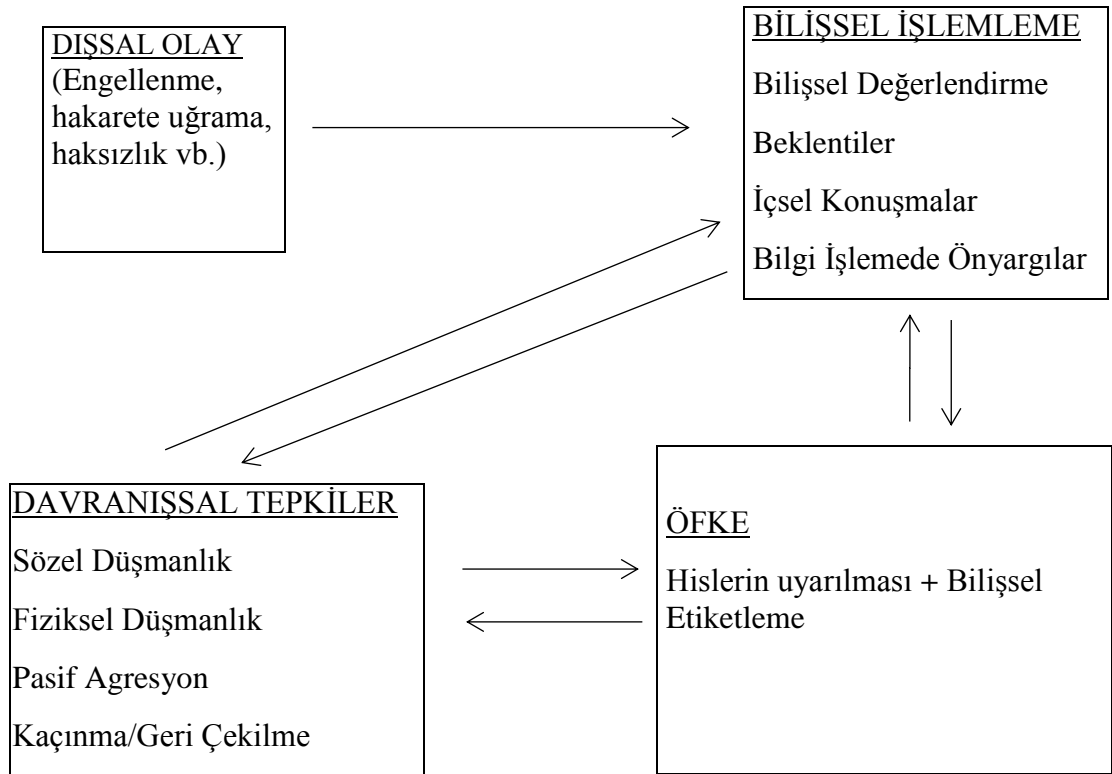 DIŞSAL OLAY
(Engellenme,
hakarete uğrama,
haksızlık vb.)
BİLİŞSEL İŞLEMLEME
Bilişsel Değerlendirme
Beklentiler
İçsel Konuşmalar
Bilgi İşlemede Önyargılar
DAVRANIŞSAL TEPKİLER
Sözel Düşmanlık
Fiziksel Düşmanlık
Pasif Agresyon
Kaçınma/Geri Çekilme
ÖFKE
Hislerin uyarılması + Bilişsel
Etiketleme